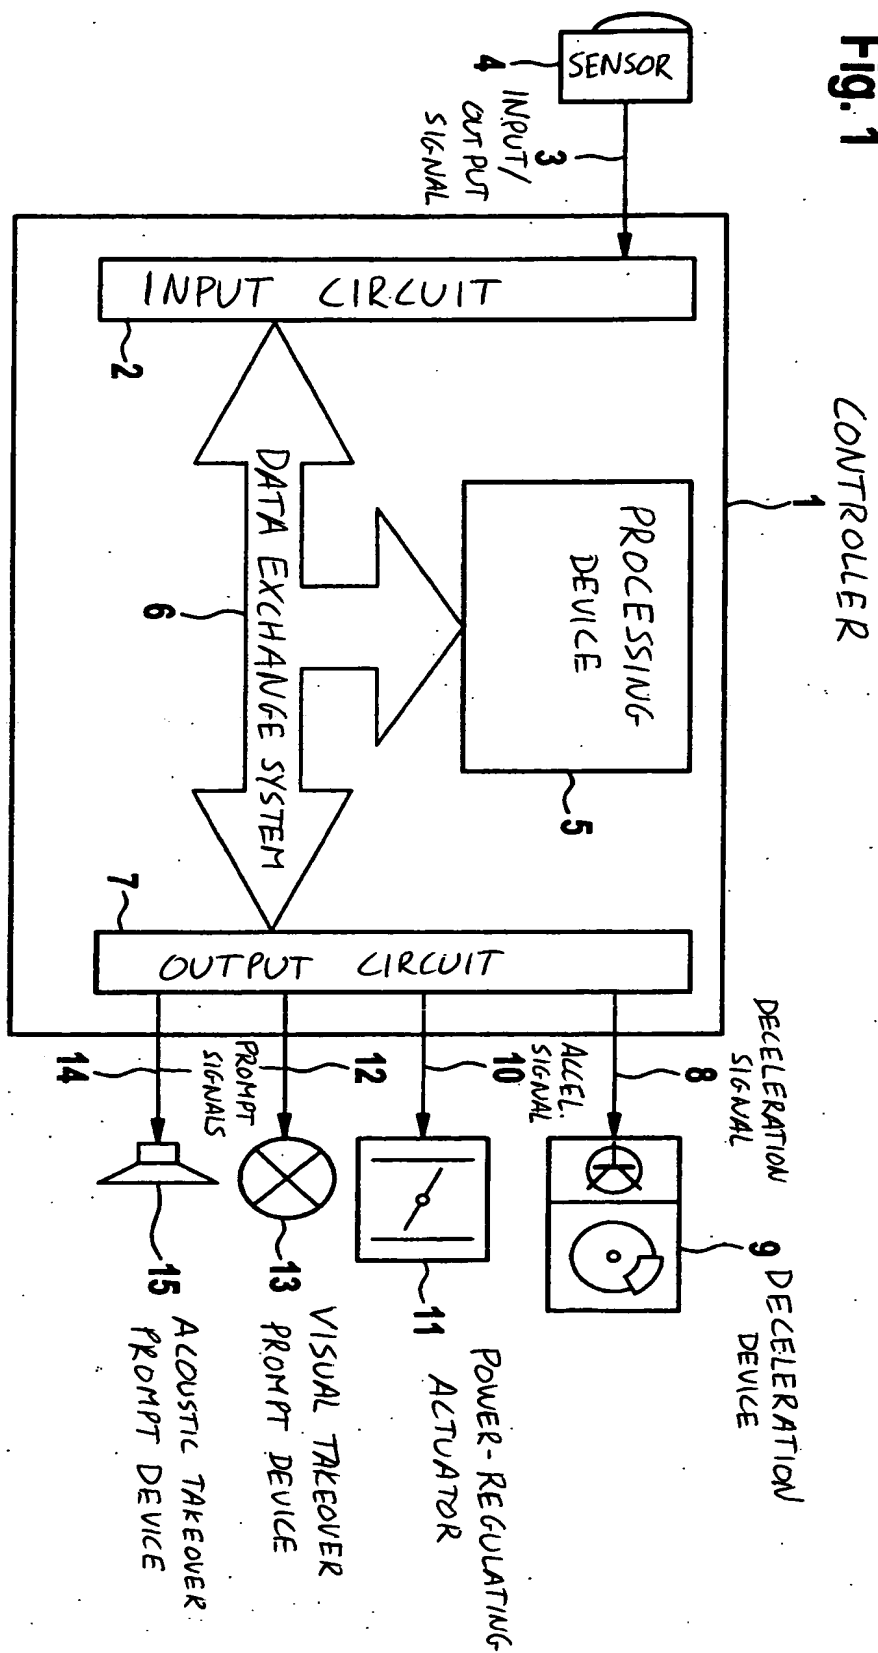 Fig. 1
CONTROLLER
1
SENSOR
4
3
INPUT/
OUTPUT
SIGNAL
INPUT CIRCUIT
2
PROCESSING
DEVICE
5
DATA EXCHANGE SYSTEM
6
OUTPUT CIRCUIT
7
DECELERATION
SIGNAL
8
9
DECELERATION
DEVICE
ACCEL.
SIGNAL
10
11
POWER-REGULATING
ACTUATOR
12
PROMPT
SIGNALS
13
VISUAL TAKEOVER
PROMPT DEVICE
14
15
ACOUSTIC TAKEOVER
PROMPT DEVICE